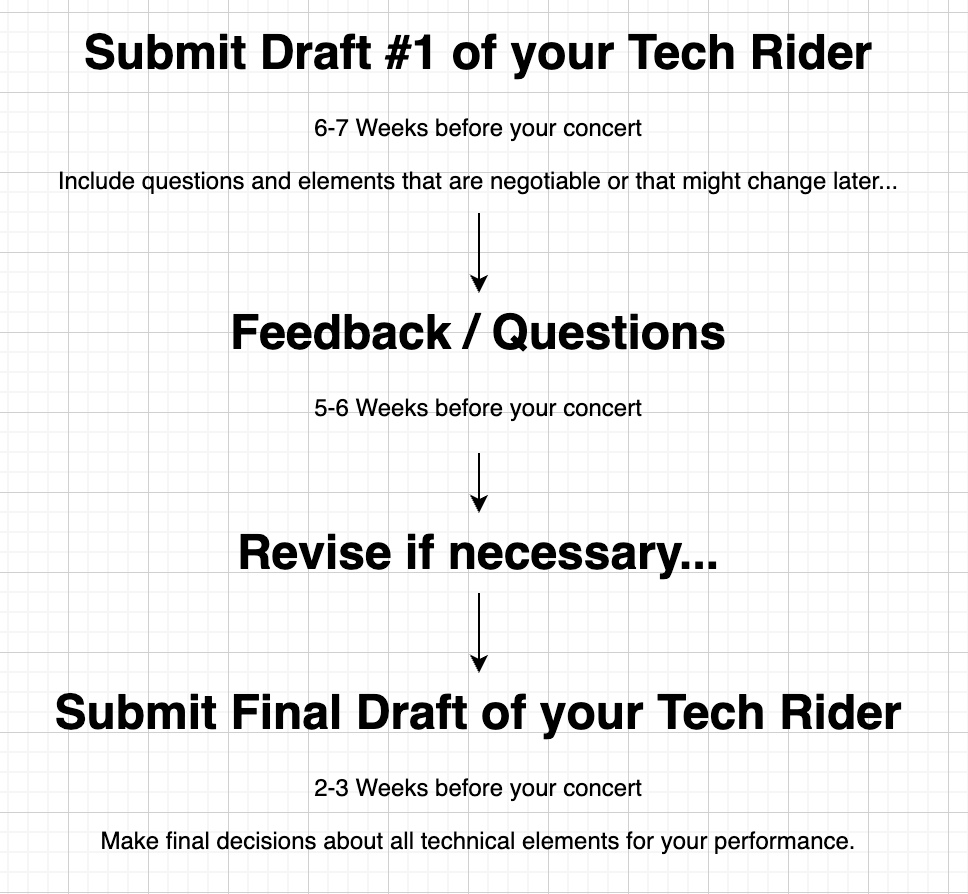 Submit Draft #1 of your Tech Rider
6-7 Weeks before your concert
Include questions and elements that are negotiable or that might change later...
Feedback / Questions
5-6 Weeks before your concert
Revise if necessary...
Submit Final Draft of your Tech Rider
2-3 Weeks before your concert
Make final decisions about all technical elements for your performance.